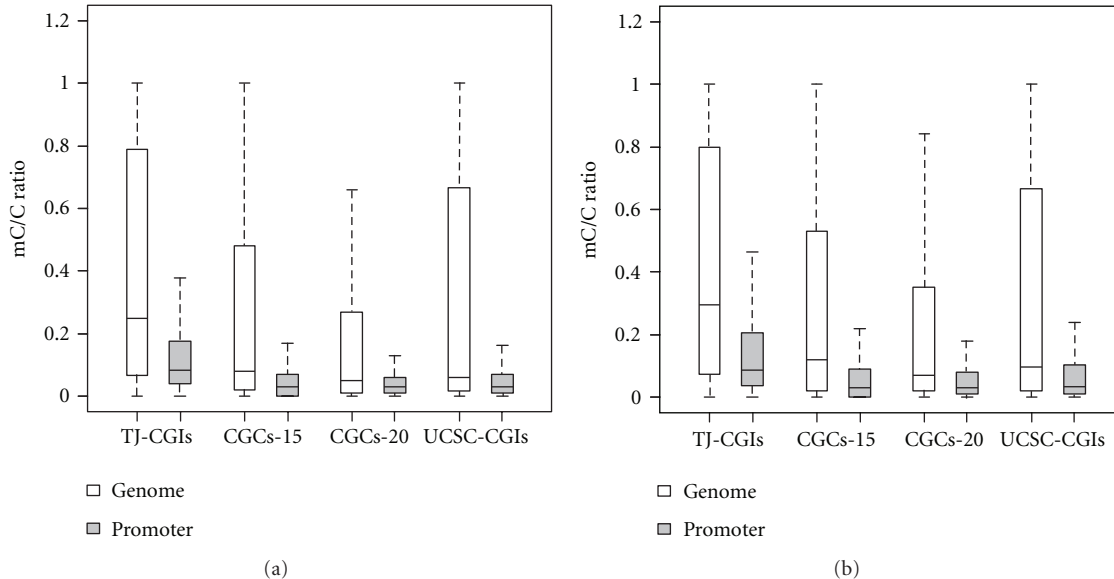 1.2
1
0.8
0.6
0.4
0.2
0
mC/C ratio
TJ-CGIs CGCs-15 CGCs-20 UCSC-CGIs
Genome
Promoter
(a)
1.2
1
0.8
0.6
0.4
0.2
0
mC/C ratio
TJ-CGIs CGCs-15 CGCs-20 UCSC-CGIs
Genome
Promoter
(b)